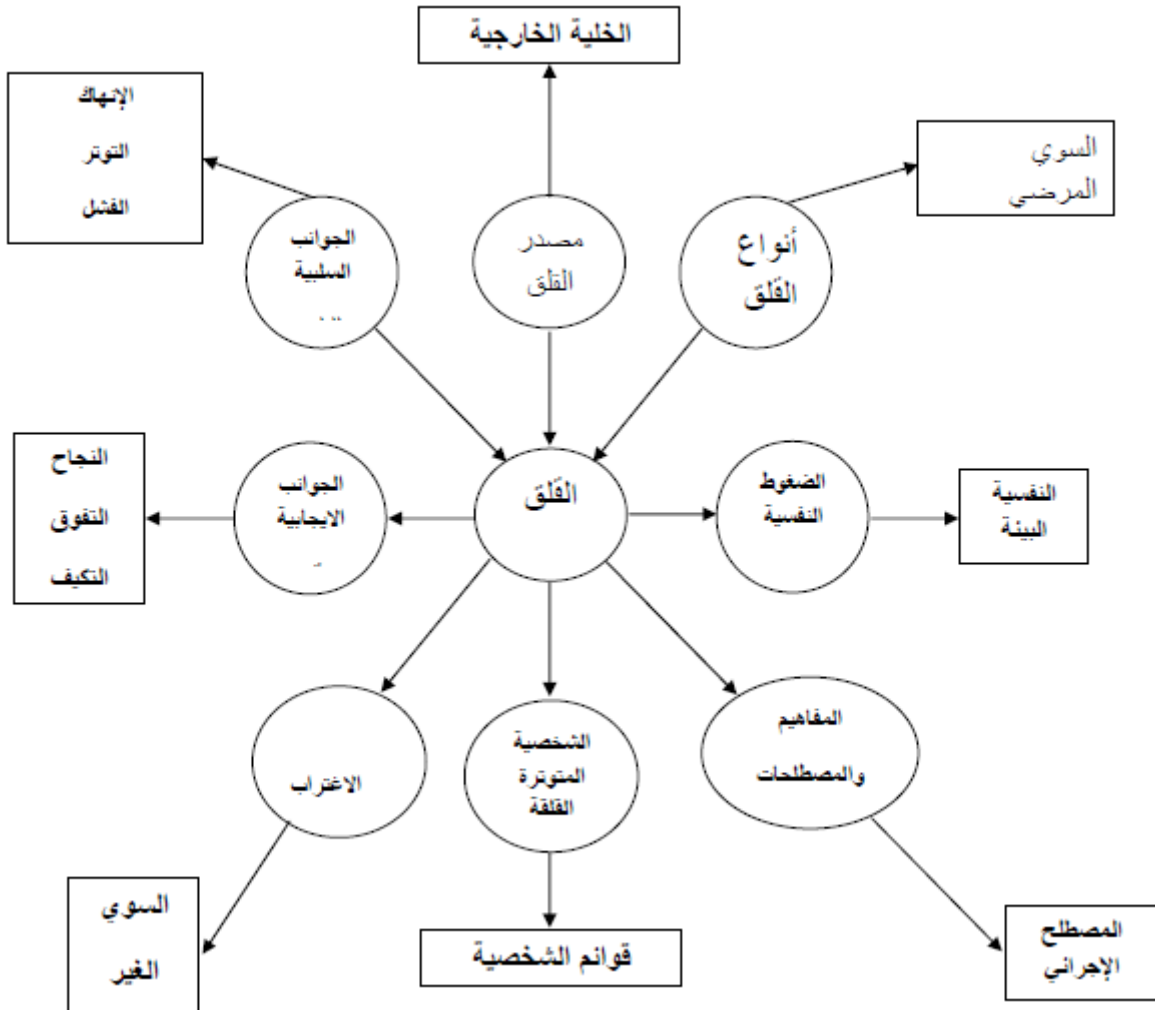 الخلية الخارجية
الإنهاك
التوتر
الفشل
السوي
المرضي
الجوانب
السلبية
مصدر
القلق
أنواع
القلق
النجاح
التفوق
التكيف
الجوانب
الايجابية
القلق
الضغوط
النفسية
النفسية
البيئة
الاغتراب
الشخصية
المتوترة
القلقة
المفاهيم
والمصطلحات
السوي
الغير
قوائم الشخصية
المصطلح
الإجرائي